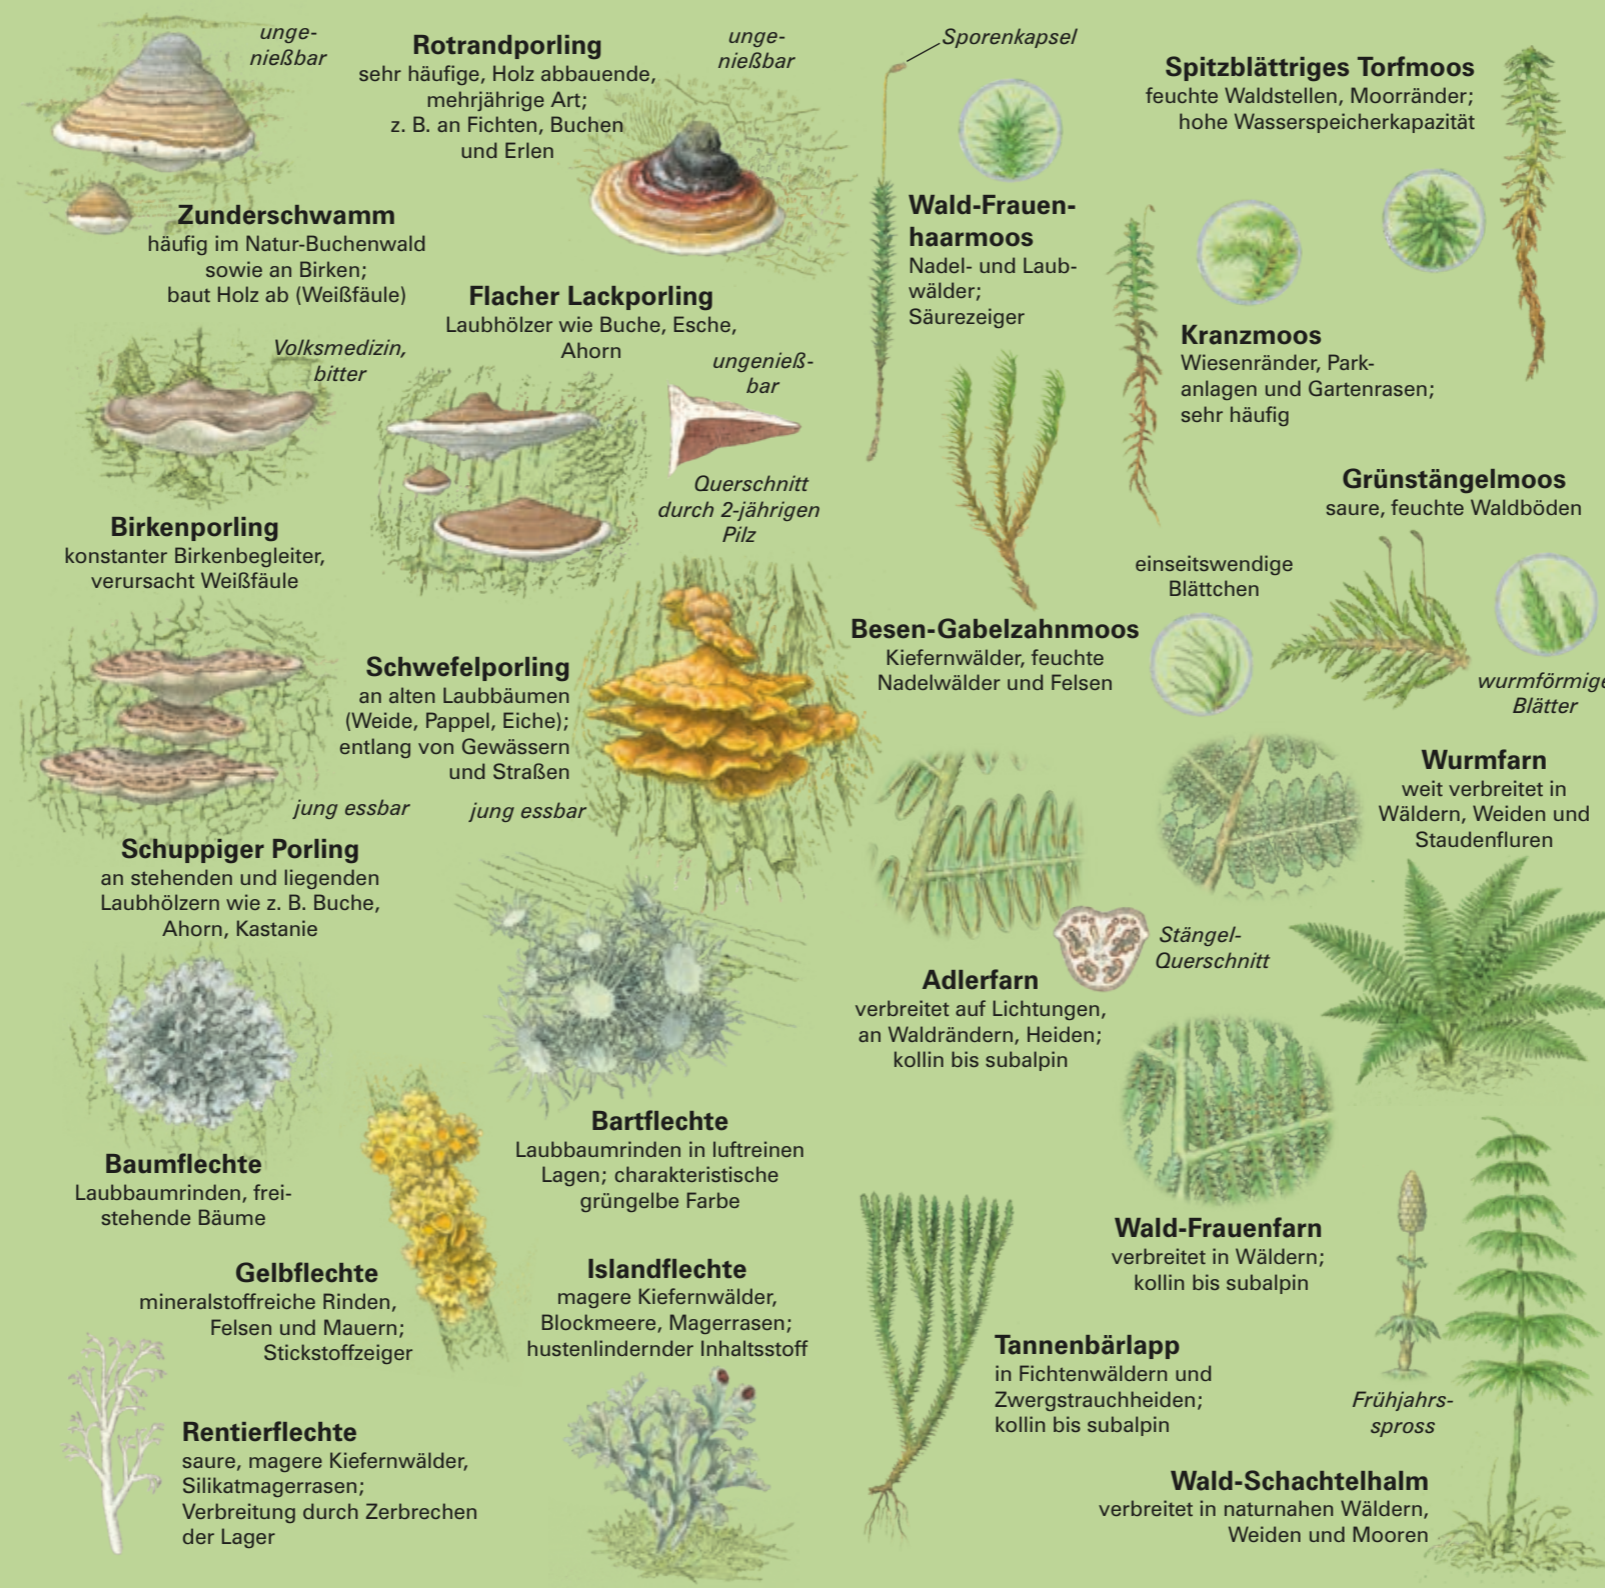 unge-
nießbar
Rotrandporling
sehr häufige, Holz abbauende,
mehrjährige Art;
z. B. an Fichten, Buchen
und Erlen
unge-
nießbar
Zunderschwamm
häufig im Natur-Buchenwald
sowie an Birken;
baut Holz ab (Weißfäule)
Flacher Lackporling
Laubhölzer wie Buche, Esche,
Ahorn
ungenieß-
bar
Querschnitt
durch 2-jährigen
Pilz
Volksmedizin,
bitter
Birkenporling
konstanter Birkenbegleiter,
verursacht Weißfäule
Schwefelporling
an alten Laubbäumen
(Weide, Pappel, Eiche);
entlang von Gewässern
und Straßen
jung essbar
jung essbar
Schuppiger Porling
an stehenden und liegenden
Laubhölzern wie z. B. Buche,
Ahorn, Kastanie
Baumflechte
Laubbaumrinden, frei-
stehende Bäume
Bartflechte
Laubbaumrinden in luftreinen
Lagen; charakteristische
grüngelbe Farbe
Gelbflechte
mineralstoffreiche Rinden,
Felsen und Mauern;
Stickstoffzeiger
Islandflechte
magere Kiefernwälder,
Blockmeere, Magerrasen;
hustenlindernder Inhaltsstoff
Rentierflechte
saure, magere Kiefernwälder,
Silikatmagerrasen;
Verbreitung durch Zerbrechen
der Lager
Sporenkapsel
Wald-Frauen-
haarmoos
Nadel- und Laub-
wälder;
Säurezeiger
Spitzblättriges Torfmoos
feuchte Waldstellen, Moorränder;
hohe Wasserspeicherkapazität
Kranzmoos
Wiesenränder, Park-
anlagen und Gartenrasen;
sehr häufig
Grünstängelmoos
saure, feuchte Waldböden
einseitswendige
Blättchen
Besen-Gabelzahnmoos
Kiefernwälder, feuchte
Nadelwälder und Felsen
wurmförmige
Blätter
Wurmfarn
weit verbreitet in
Wäldern, Weiden und
Staudenfluren
Stängel-
Querschnitt
Adlerfarn
verbreitet auf Lichtungen,
an Waldrändern, Heiden;
kollin bis subalpin
Wald-Frauenfarn
verbreitet in Wäldern;
kollin bis subalpin
Tannenbärlapp
in Fichtenwäldern und
Zwergstrauchheiden;
kollin bis subalpin
Frühjahrs-
spross
Wald-Schachtelhalm
verbreitet in naturnahen Wäldern,
Weiden und Mooren